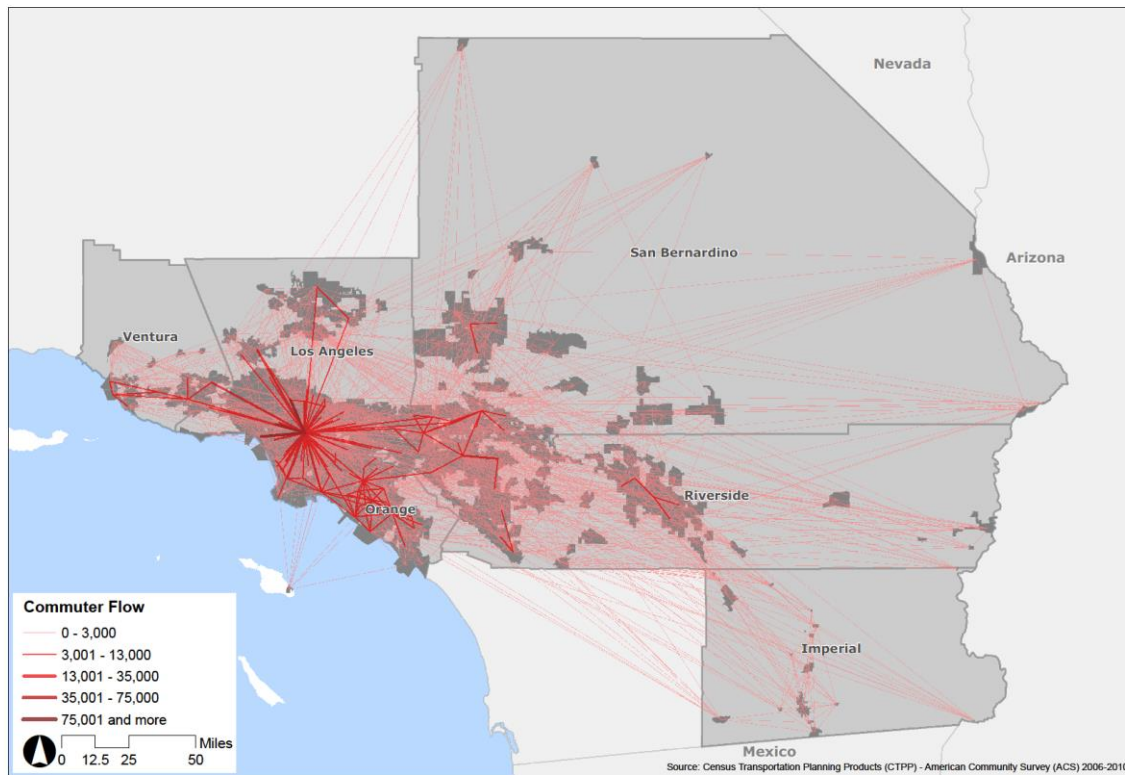 Nevada
San Bernardino
Arizona
Ventura
Los Angeles
Riverside
Orange
Imperial
Mexico
Commuter Flow
0 - 3,000
3,001 - 13,000
13,001 - 35,000
35,001 - 75,000
75,001 and more
Miles
0 12.5 25 50
Source: Census Transportation Planning Products (CTPP) - American Community Survey (ACS) 2006-2010